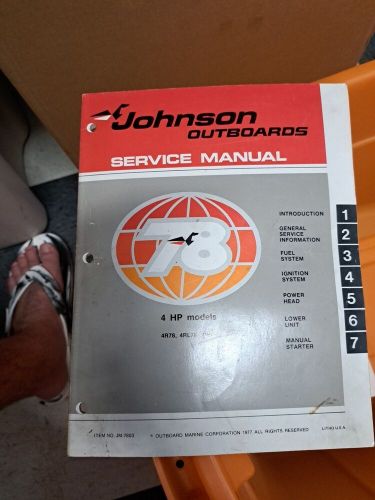 Johnson
OUTBOARDS
SERVICE MANUAL
78
4 HP models
4R78,
INTRODUCTION 1
GENERAL SERVICE INFORMATION 2
FUEL SYSTEM 3
IGNITION SYSTEM 4
POWER HEAD 5
LOWER UNIT 6
MANUAL STARTER 7
ITEM NO. JM-7803
© OUTBOARD MARINE CORPORATION 1977. ALL RIGHTS RESERVED
LITHO U.S.A.